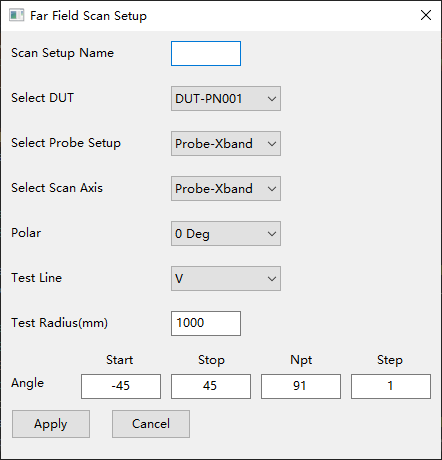 Far Field Scan Setup
Scan Setup Name
Select DUT DUT-PN001
Select Probe Setup Probe-Xband
Select Scan Axis Probe-Xband
Polar 0 Deg
Test Line V
Test Radius(mm) 1000
Start Stop Npt Step
Angle -45 45 91 1
Apply Cancel